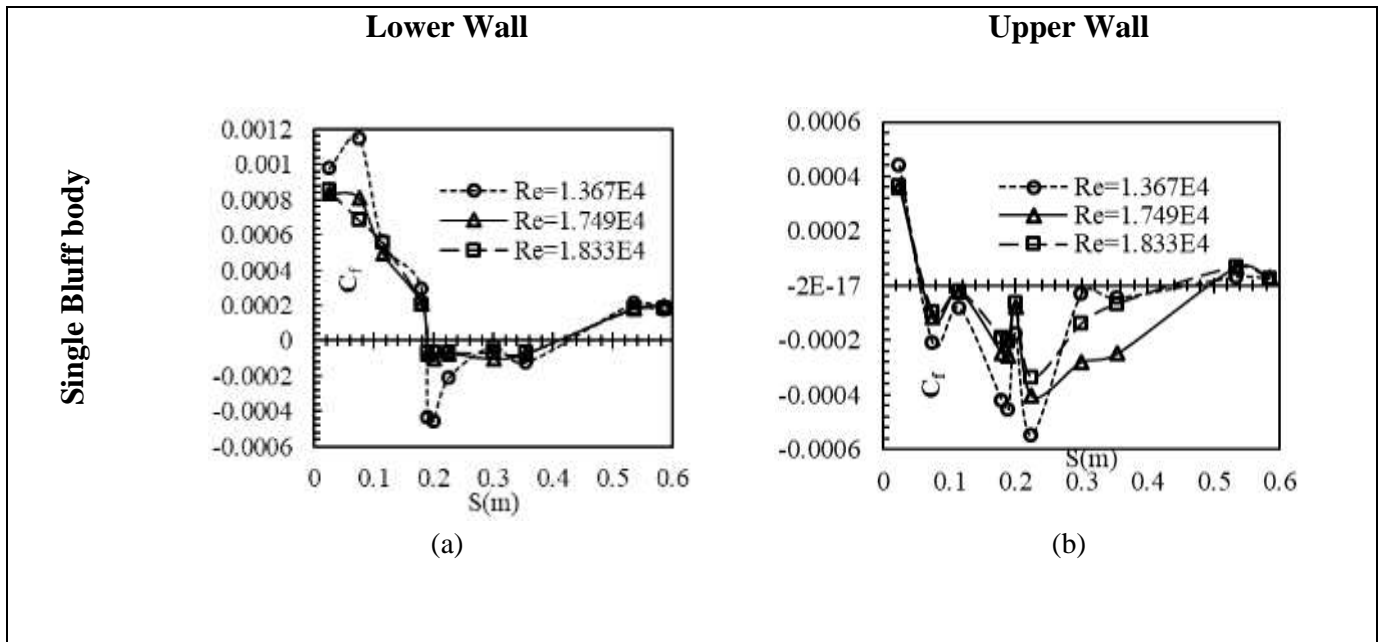 Lower Wall
Upper Wall
Single Bluff body
0.0012
0.001
0.0008
0.0006
0.0004
0.0002
0
-0.0002
-0.0004
-0.0006
Cf
Re=1.367E4
Re=1.749E4
Re=1.833E4
0 0.1 0.2 0.3 0.4 0.5 0.6
S(m)
(a)
0.0006
0.0004
0.0002
-2E-17
-0.0002
-0.0004
-0.0006
Cf
Re=1.367E4
Re=1.749E4
Re=1.833E4
S(m)
0 0.1 0.2 0.3 0.4 0.5 0.6
(b)